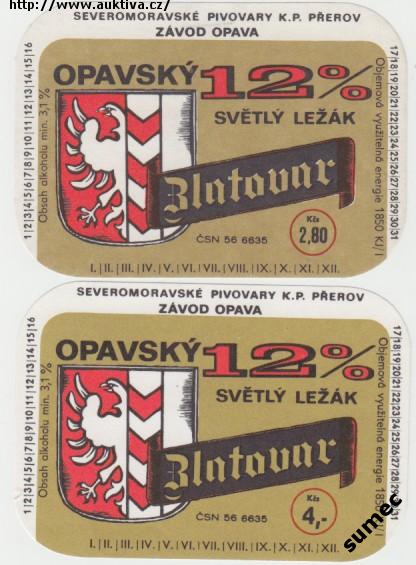 http://www.auktiva.cz/
SEVEROMORAVSKÉ PIVOVARY K.P. PŘEROV
ZÁVOD OPAVA
1|2|3|4|5|6|7|8|9|10|11|12|13|14|15|16
Obsah alkoholu min. 3,1 %
OPAVSKÝ 12%
SVĚTLÝ LEŽÁK
Zlatovar
Kčs
2,80
ČSN 56 6635
I.|II.|III.|IV.|V.|VI.|VII.|VIII.|IX.|X.|XI.|XII.
Objemová využitelná energie 1850 KJ/l
17|18|19|20|21|22|23|24|25|26|27|28|29|30|31
SEVEROMORAVSKÉ PIVOVARY K.P. PŘEROV
ZÁVOD OPAVA
1|2|3|4|5|6|7|8|9|10|11|12|13|14|15|16
Obsah alkoholu min. 3,1 %
OPAVSKÝ 12%
SVĚTLÝ LEŽÁK
Zlatovar
Kčs
4,-
ČSN 56 6635
I.|II.|III.|IV.|V.|VI.|VII.|VIII.|IX.|X.|XI.|XII.
Objemová využitelná energie 1850 KJ/l
17|18|19|20|21|22|23|24|25|26|27|28|29|30|31
sumec